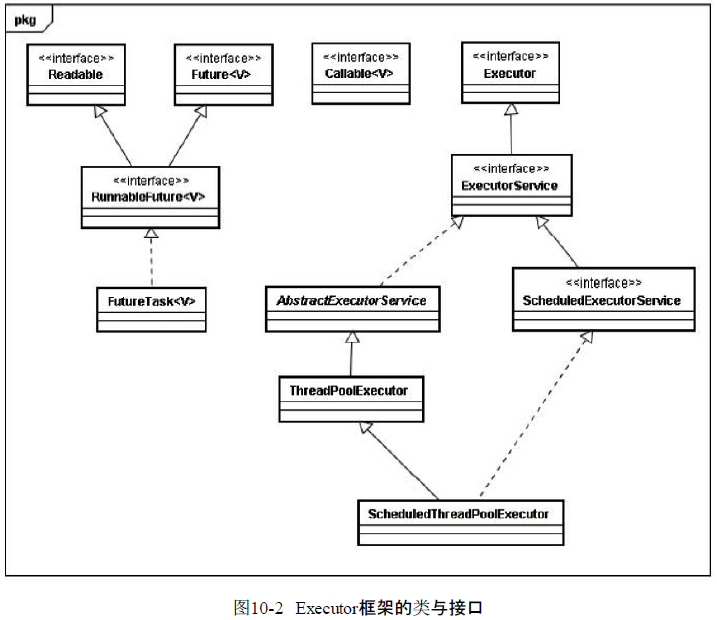 pkg
<<interface>>
Readable
<<interface>>
Future<V>
<<interface>>
Callable<V>
<<interface>>
Executor
<<interface>>
RunnableFuture<V>
<<interface>>
ExecutorService
FutureTask<V>
AbstractExecutorService
<<interface>>
ScheduledExecutorService
ThreadPoolExecutor
ScheduledThreadPoolExecutor
图10-2 Executor框架的类与接口